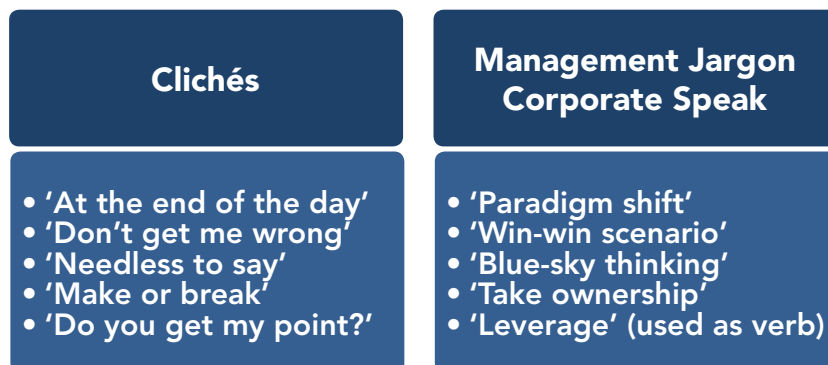 Clichés
• ‘At the end of the day’
• ‘Don’t get me wrong’
• ‘Needless to say’
• ‘Make or break’
• ‘Do you get my point?’
Management Jargon
Corporate Speak
• ‘Paradigm shift’
• ‘Win-win scenario’
• ‘Blue-sky thinking’
• ‘Take ownership’
• ‘Leverage’ (used as verb)